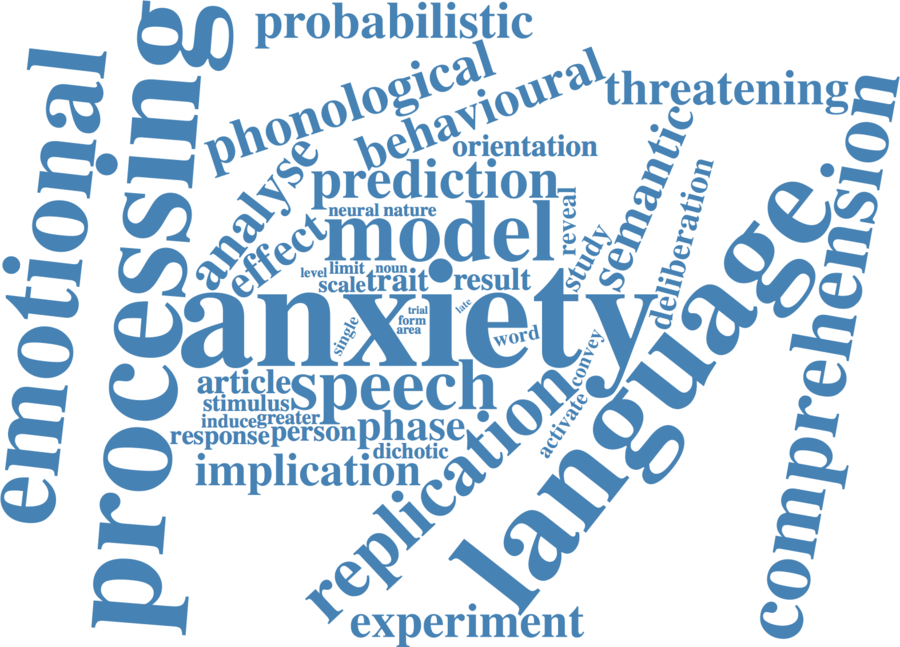 probabilistic
emotional
processing
phonological
behavioural
threatening
comprehension
orientation
analyse
prediction
semantic
deliberation
effect
neural nature
model
reveal
study
level limit noun
scale trait result
anxiety
language
trial
form
area
late
single
word
convey
article speech
stimulus
activate
induce greater
response person phase
dichotic
replication
implication
experiment